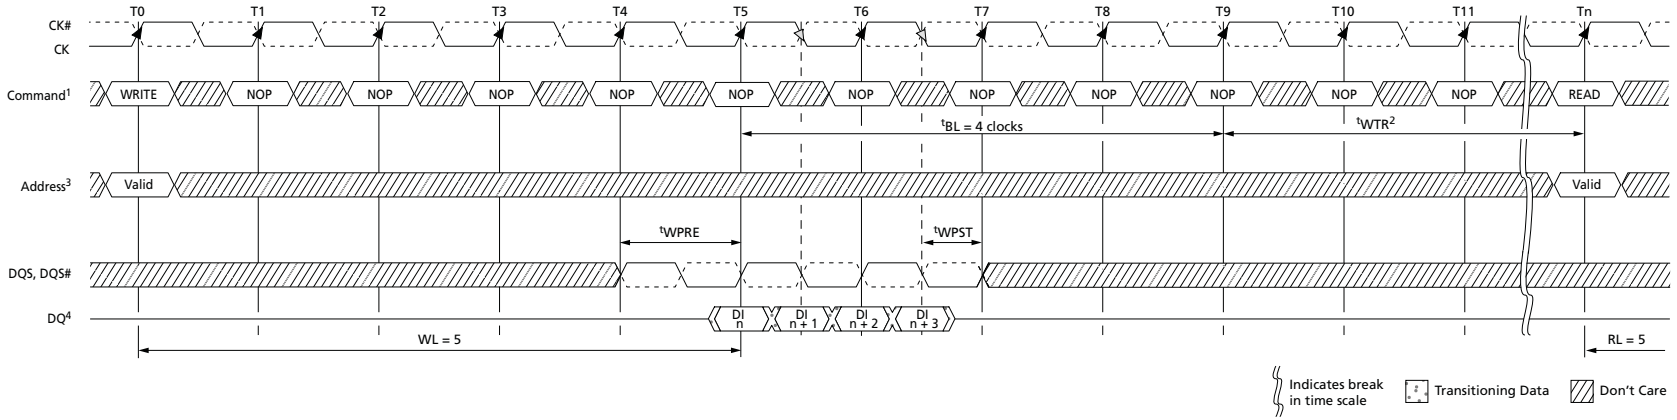 T0 T1 T2 T3 T4 T5 T6 T7 T8 T9 T10 T11 Tn
CK#
CK
Command¹ WRITE NOP NOP NOP NOP NOP NOP NOP NOP NOP NOP NOP READ
ᵗBL = 4 clocks ᵗWTR²
Address³ Valid Valid
ᵗWPRE ᵗWPST
DQS, DQS#
DQ⁴ DI n DI n + 1 DI n + 2 DI n + 3
WL = 5 RL = 5
Indicates break
in time scale
Transitioning Data
Don't Care